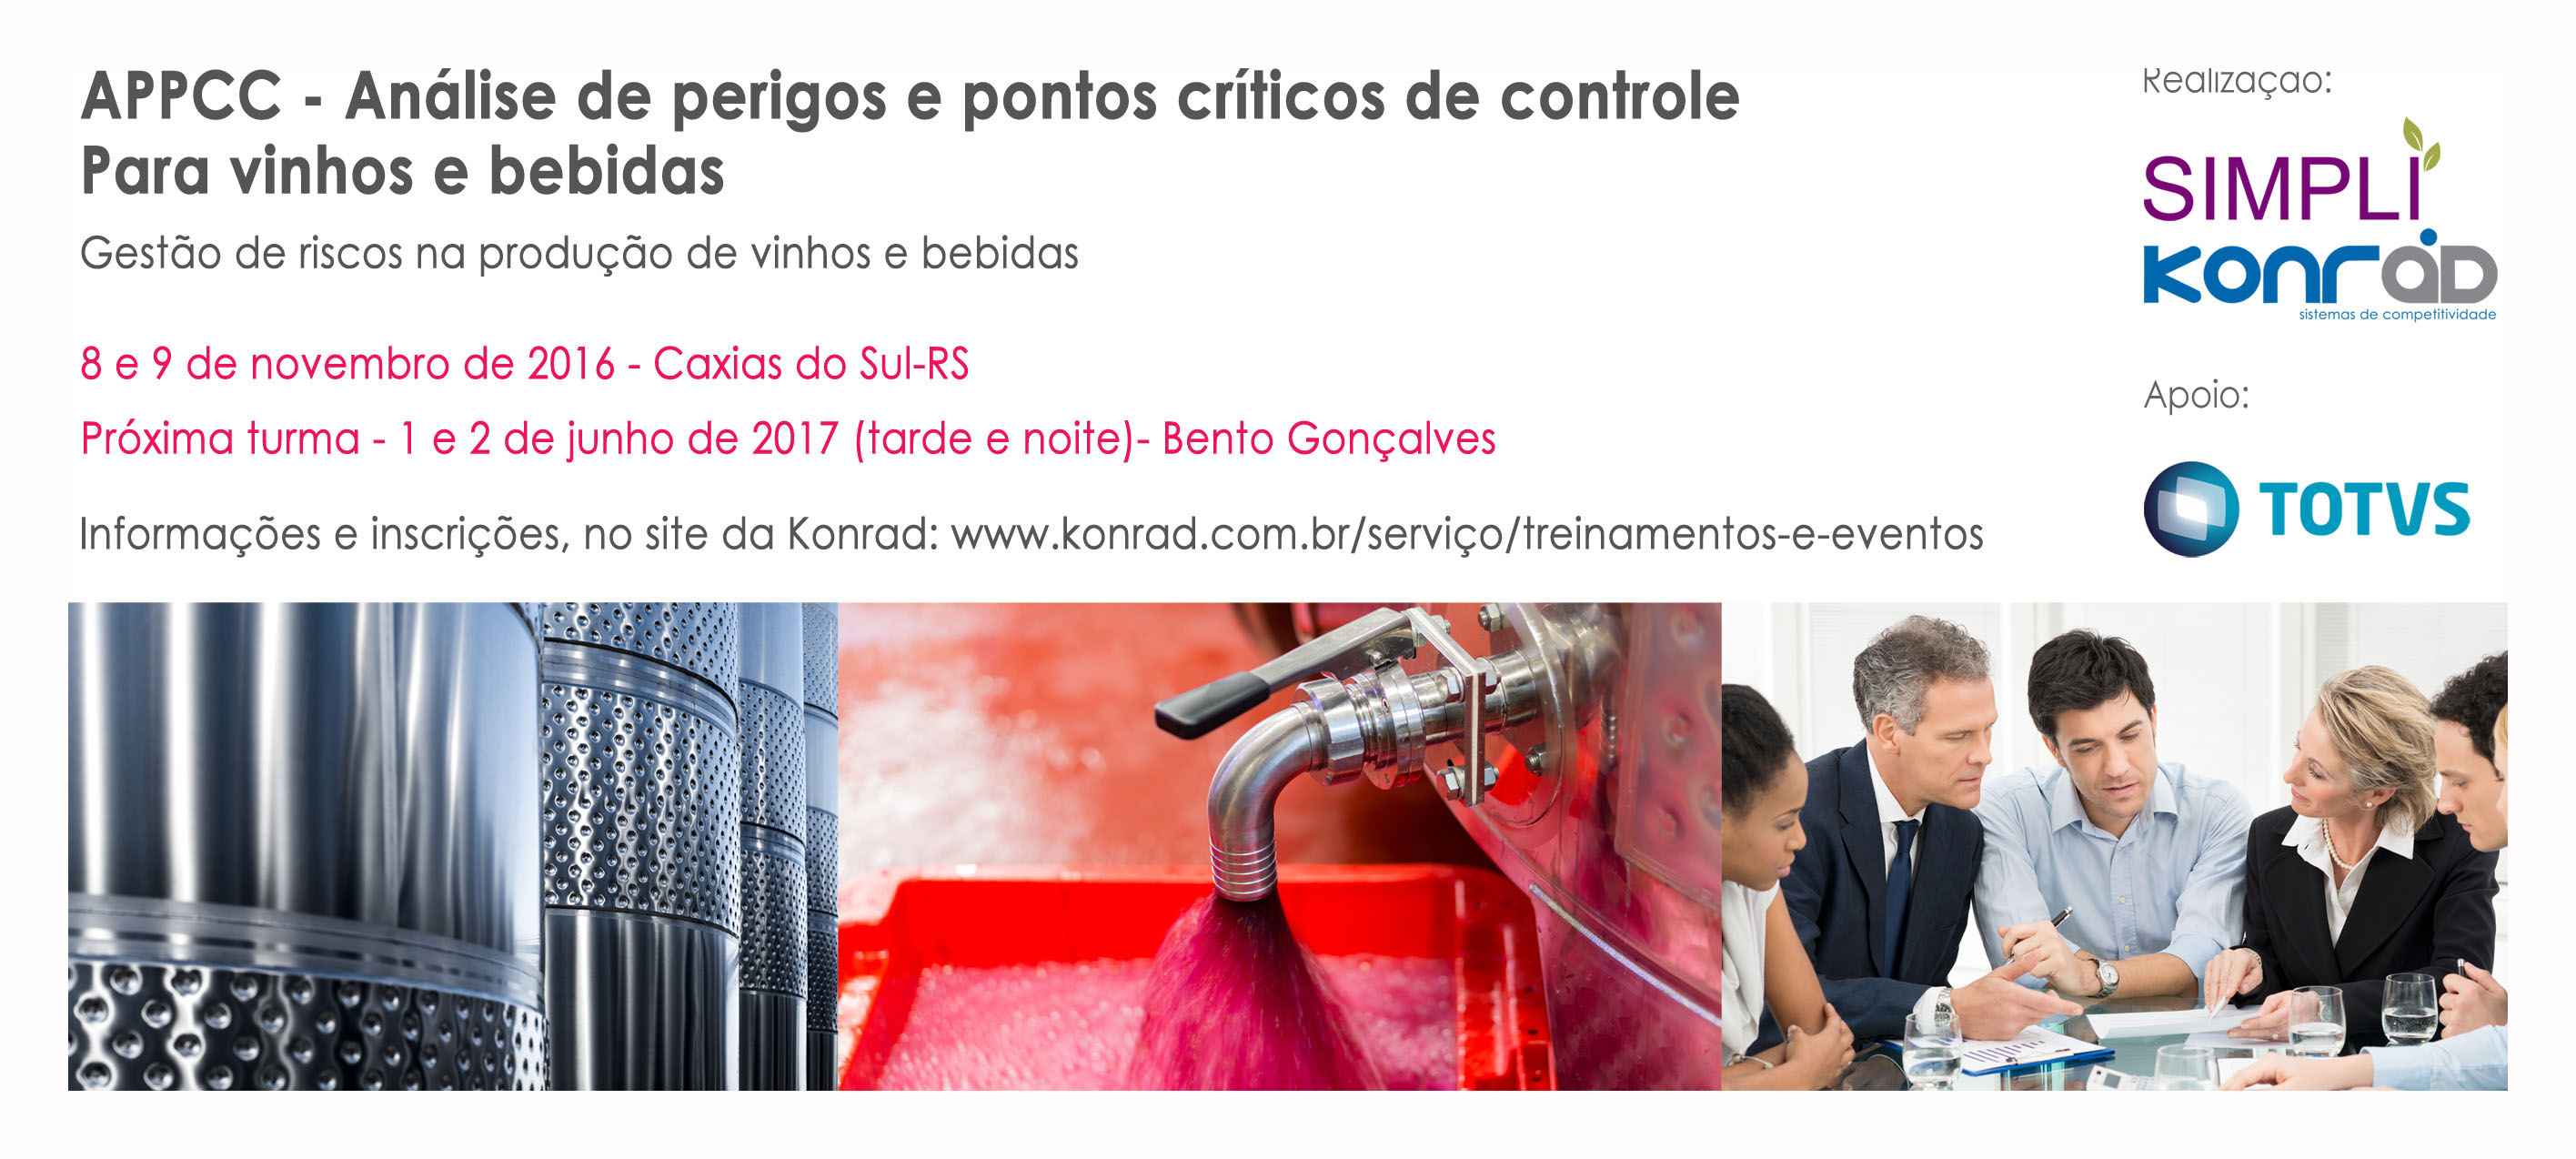 APPCC - Análise de perigos e pontos críticos de controle
Para vinhos e bebidas
Gestão de riscos na produção de vinhos e bebidas
8 e 9 de novembro de 2016 - Caxias do Sul-RS
Próxima turma - 1 e 2 de junho de 2017 (tarde e noite)- Bento Gonçalves
Informações e inscrições, no site da Konrad: www.konrad.com.br/serviço/treinamentos-e-eventos
Realização:
SIMPLI
KonrAD
sistemas de competitividade
Apoio:
TOTVS